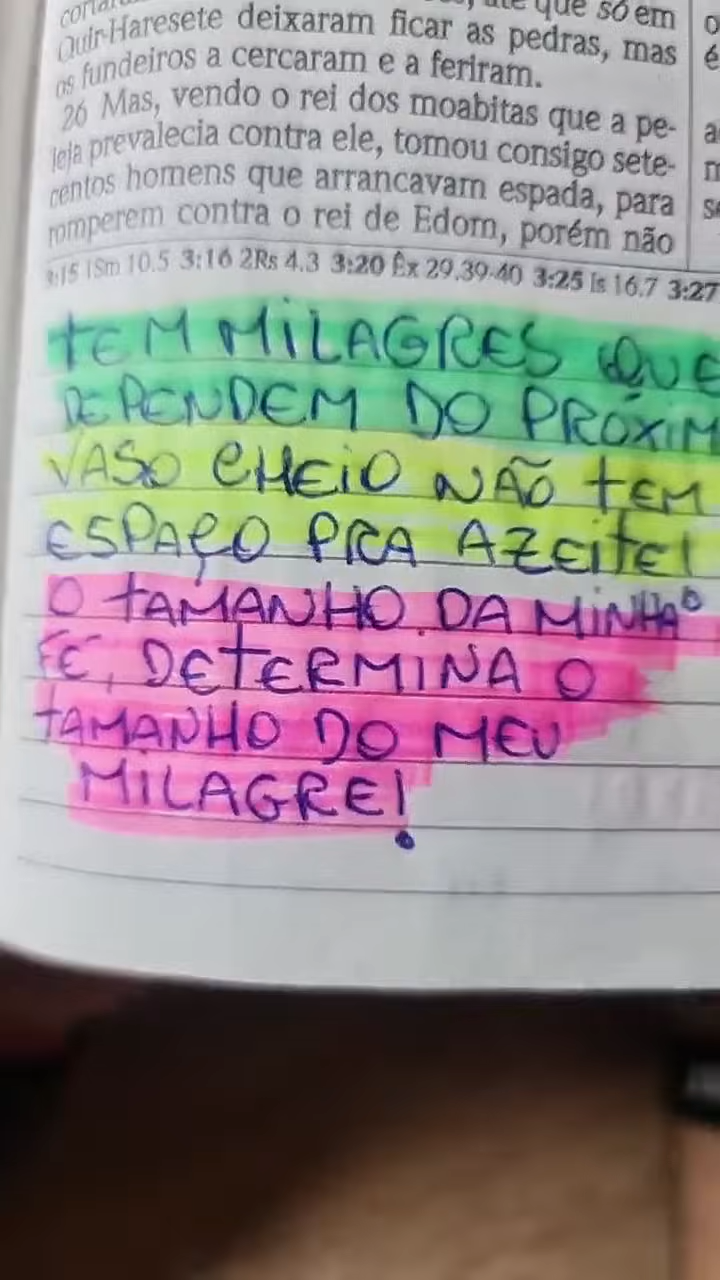 que só em
Quir-Haresete deixaram ficar as pedras, mas
os fundeiros a cercaram e a feriram.
26 Mas, vendo o rei dos moabitas que a pe-
leja prevalecia contra ele, tomou consigo sete-
centos homens que arrancavam espada, para
romperem contra o rei de Edom, porém não
3:15 1Sm 10.5 3:16 2Rs 4.3 3:20 Êx 29.39-40 3:25 Is 16.7 3:27
TEM MILAGRES QUE
DEPENDEM DO PRÓXIM
VASO CHEIO NÃO TEM
ESPAÇO PRA AZEITE!
O TAMANHO DA MINHA
FÉ, DETERMINA O
TAMANHO DO MEU
MILAGRE!